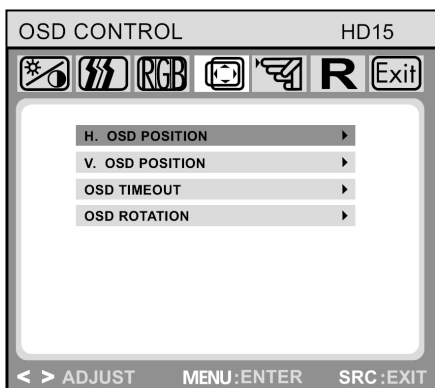 OSD CONTROL HD15
RGB R Exit
H. OSD POSITION
V. OSD POSITION
OSD TIMEOUT
OSD ROTATION
< > ADJUST MENU:ENTER SRC:EXIT